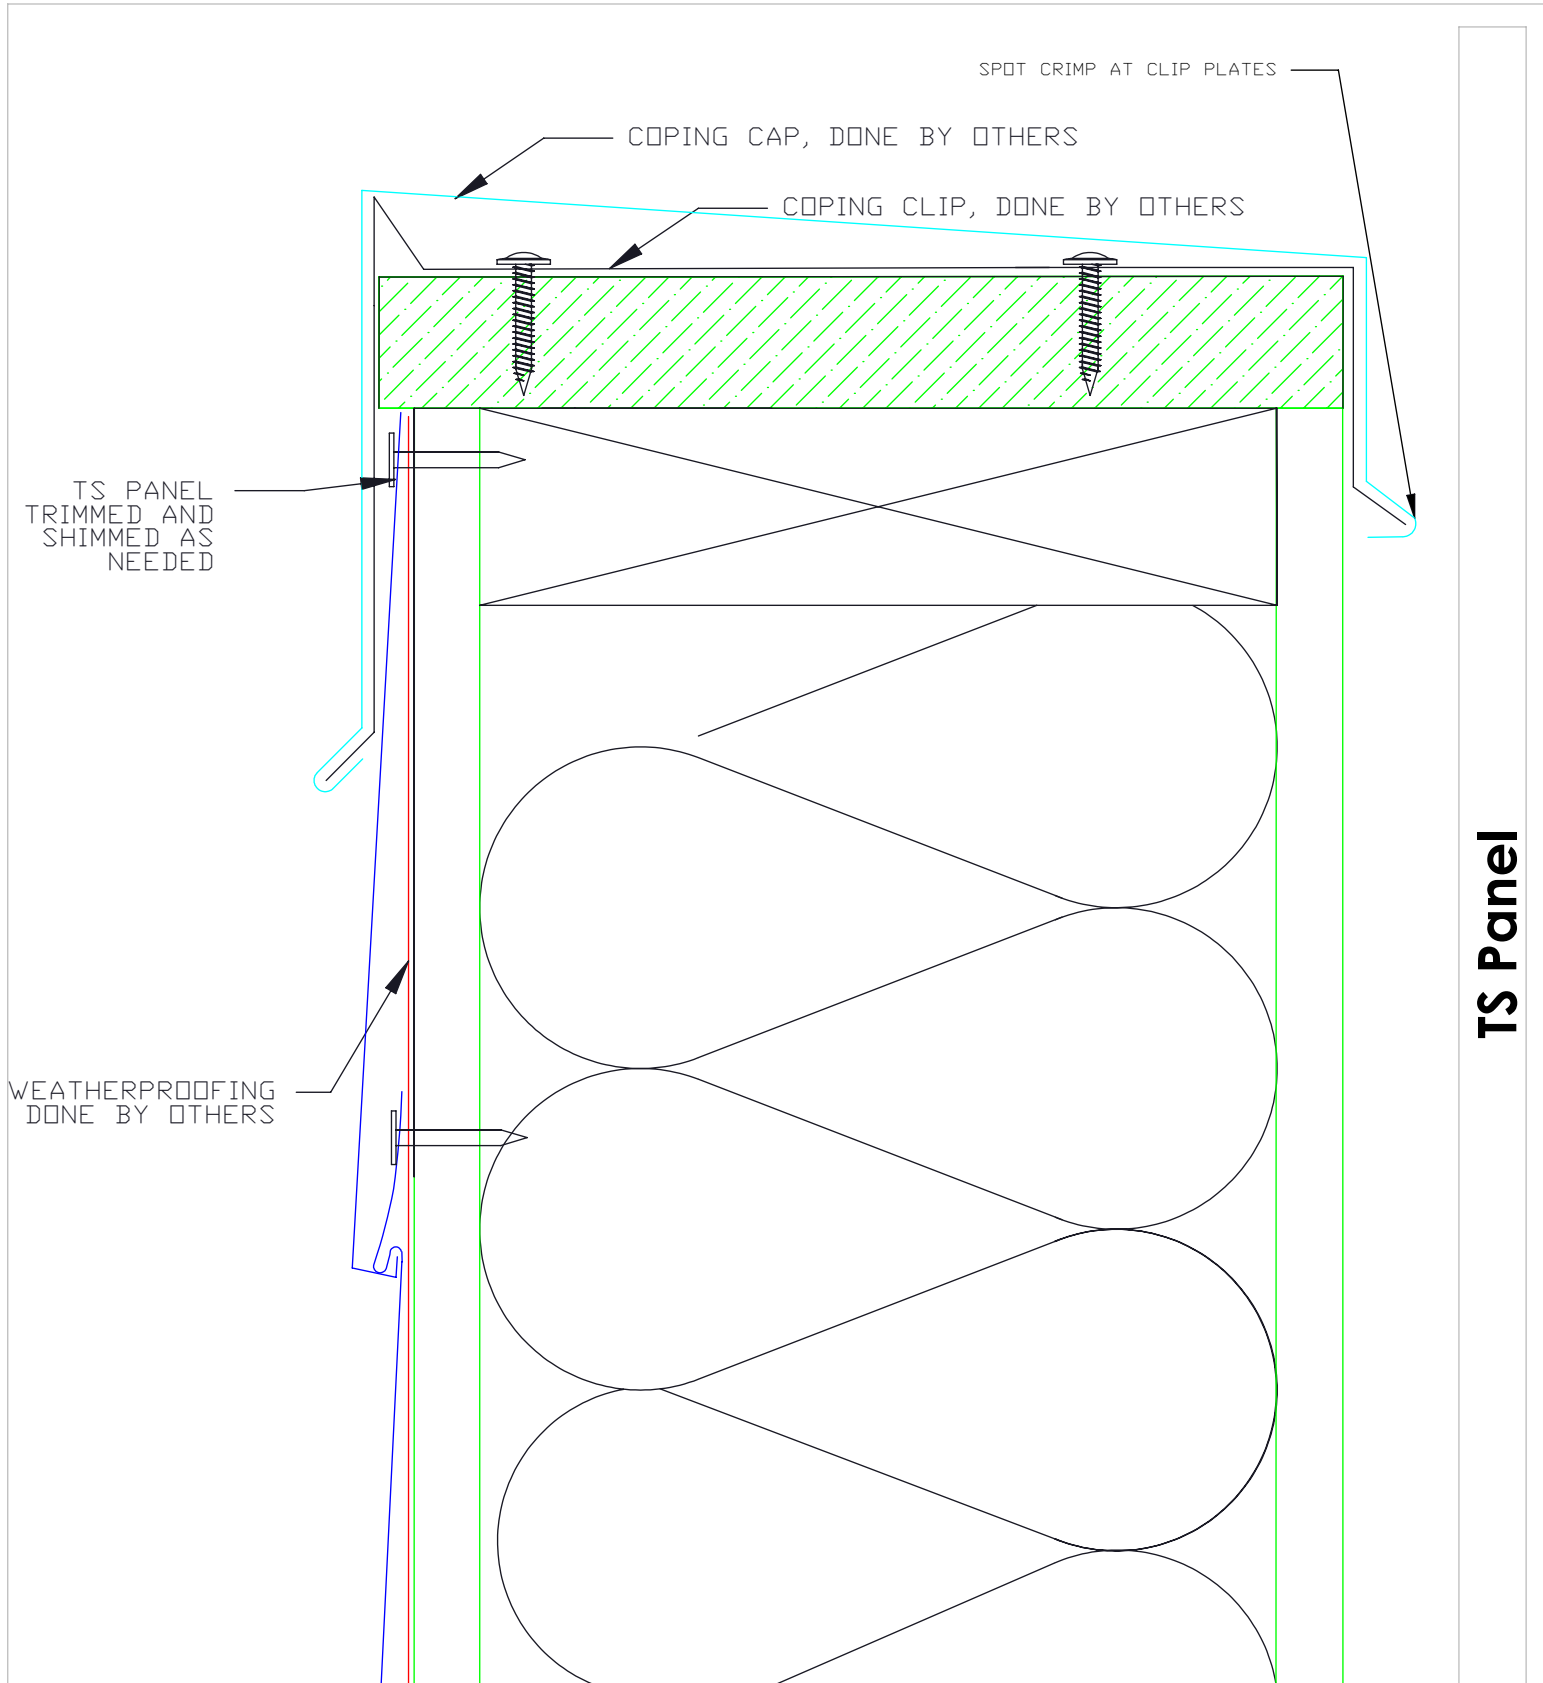 SPOT CRIMP AT CLIP PLATES
COPING CAP, DONE BY OTHERS
COPING CLIP, DONE BY OTHERS
TS PANEL
TRIMMED AND
SHIMMED AS
NEEDED
WEATHERPROOFING
DONE BY OTHERS
TS Panel